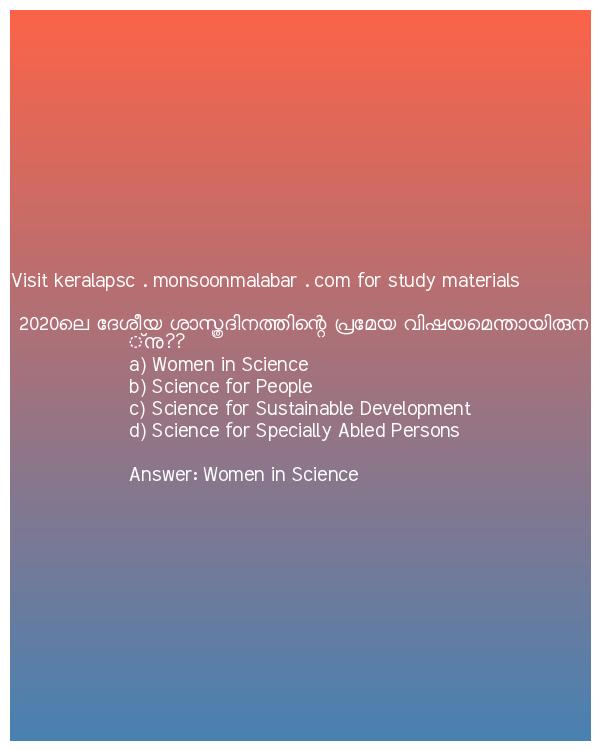 Visit keralapsc . monsoonmalabar . com for study materials
2020ലെ ദേശീയ ശാസ്ത്രദിനത്തിന്റെ പ്രമേയ വിഷയമെന്തായിരുന
്നു??
a) Women in Science
b) Science for People
c) Science for Sustainable Development
d) Science for Specially Abled Persons
Answer: Women in Science